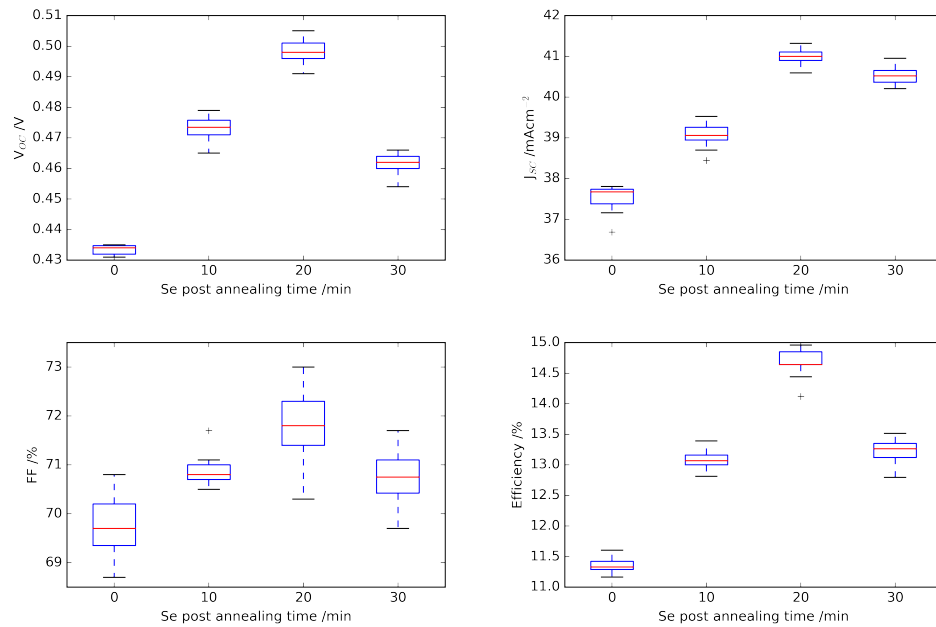 0.51
0.50
0.49
0.48
0.47
0.46
0.45
0.44
0.43
V_OC /V
0 10 20 30
Se post annealing time /min
42
41
40
39
38
37
36
J_SC /mAcm⁻²
0 10 20 30
Se post annealing time /min
73
72
71
70
69
FF /%
0 10 20 30
Se post annealing time /min
15.0
14.5
14.0
13.5
13.0
12.5
12.0
11.5
11.0
Efficiency /%
0 10 20 30
Se post annealing time /min